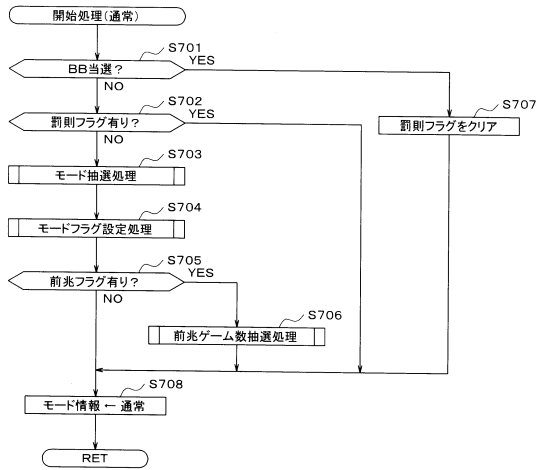 開始処理(通常)
S701
BB当選?
YES
NO
S702
罰則フラグ有り?
YES
NO
S707
罰則フラグをクリア
S703
モード抽選処理
S704
モードフラグ設定処理
S705
前兆フラグ有り?
YES
NO
S706
前兆ゲーム数抽選処理
S708
モード情報 ← 通常
RET